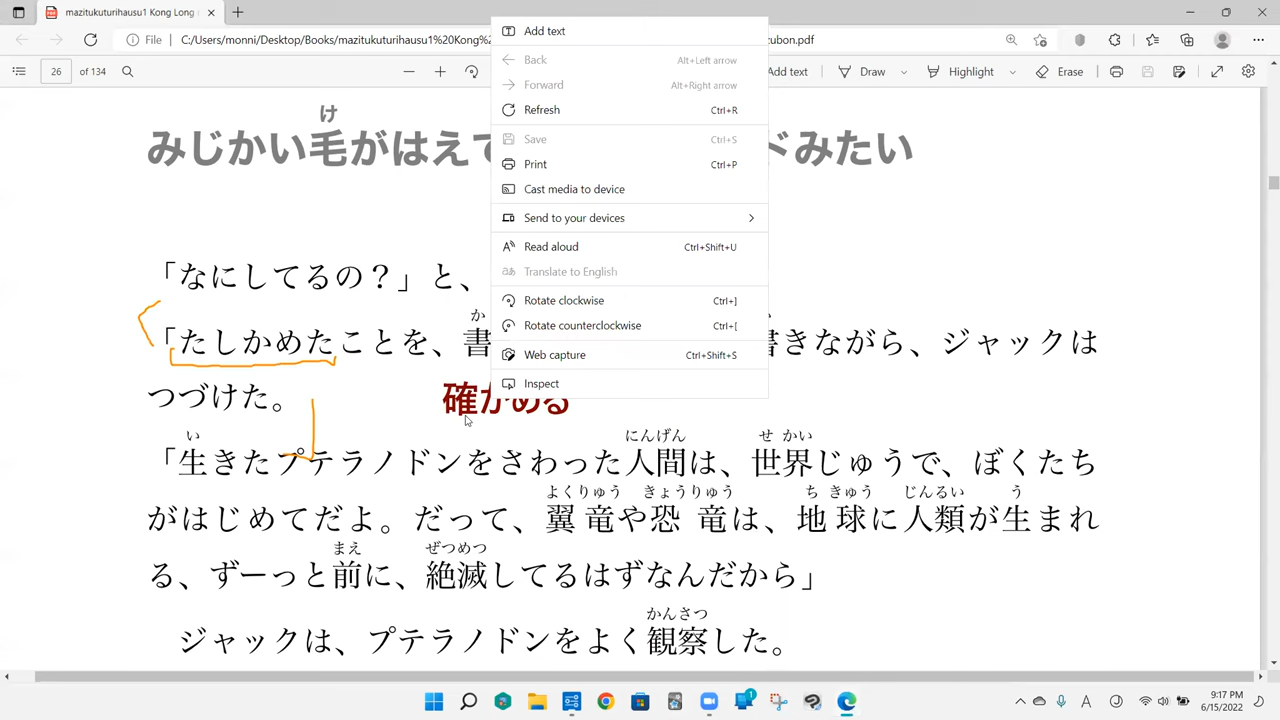 mazitukuturihausu1 Kong Long
File
C:/Users/monni/Desktop/Books/mazitukuturihausu1%20Kong%
cubon.pdf
26 of 134
Add text
Draw
Highlight
Erase
Add text
Back Alt+Left arrow
Forward Alt+Right arrow
Refresh Ctrl+R
Save Ctrl+S
Print Ctrl+P
Cast media to device
Send to your devices
Read aloud Ctrl+Shift+U
Translate to English
Rotate clockwise Ctrl+]
Rotate counterclockwise Ctrl+[
Web capture Ctrl+Shift+S
Inspect
け
みじかい毛がはえて
ドみたい
「なにしてるの？」と、
か
「たしかめたことを、書
書きながら、ジャックは
つづけた。
確かめる
い にんげん せ かい
「生きたプテラノドンをさわった人間は、世界じゅうで、ぼくたち
よくりゅう きょうりゅう ち きゅう じんるい う
がはじめてだよ。だって、翼竜や恐竜は、地球に人類が生まれ
まえ ぜつめつ
る、ずーっと前に、絶滅してるはずなんだから」
かんさつ
ジャックは、プテラノドンをよく観察した。
1
A
9:17 PM
6/15/2022